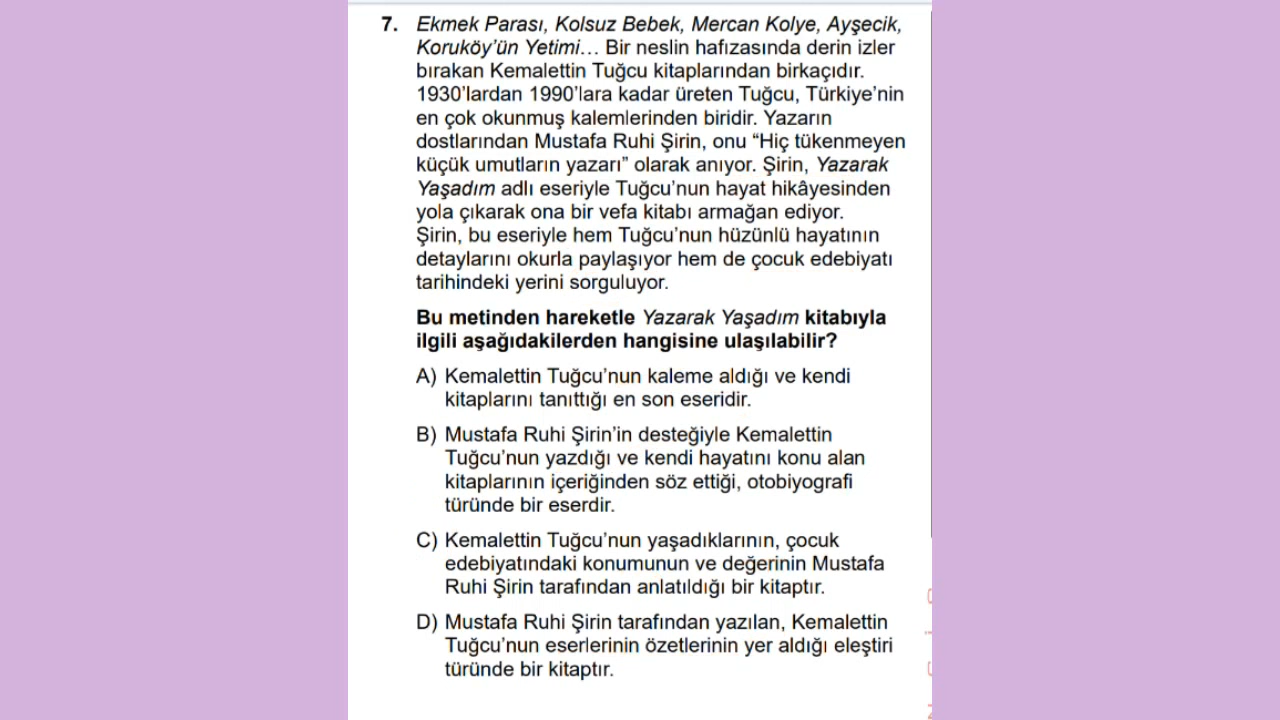 7. Ekmek Parası, Kolsuz Bebek, Mercan Kolye, Ayşecik,
Koruköy'ün Yetimi… Bir neslin hafızasında derin izler
bırakan Kemalettin Tuğcu kitaplarından birkaçıdır.
1930'lardan 1990'lara kadar üreten Tuğcu, Türkiye'nin
en çok okunmuş kalemlerinden biridir. Yazarın
dostlarından Mustafa Ruhi Şirin, onu “Hiç tükenmeyen
küçük umutların yazarı” olarak anıyor. Şirin, Yazarak
Yaşadım adlı eseriyle Tuğcu'nun hayat hikâyesinden
yola çıkarak ona bir vefa kitabı armağan ediyor.
Şirin, bu eseriyle hem Tuğcu'nun hüzünlü hayatının
detaylarını okurla paylaşıyor hem de çocuk edebiyatı
tarihindeki yerini sorguluyor.
Bu metinden hareketle Yazarak Yaşadım kitabıyla
ilgili aşağıdakilerden hangisine ulaşılabilir?
A) Kemalettin Tuğcu'nun kaleme aldığı ve kendi
kitaplarını tanıttığı en son eseridir.
B) Mustafa Ruhi Şirin'in desteğiyle Kemalettin
Tuğcu'nun yazdığı ve kendi hayatını konu alan
kitaplarının içeriğinden söz ettiği, otobiyografi
türünde bir eserdir.
C) Kemalettin Tuğcu'nun yaşadıklarının, çocuk
edebiyatındaki konumunun ve değerinin Mustafa
Ruhi Şirin tarafından anlatıldığı bir kitaptır.
D) Mustafa Ruhi Şirin tarafından yazılan, Kemalettin
Tuğcu'nun eserlerinin özetlerinin yer aldığı eleştiri
türünde bir kitaptır.